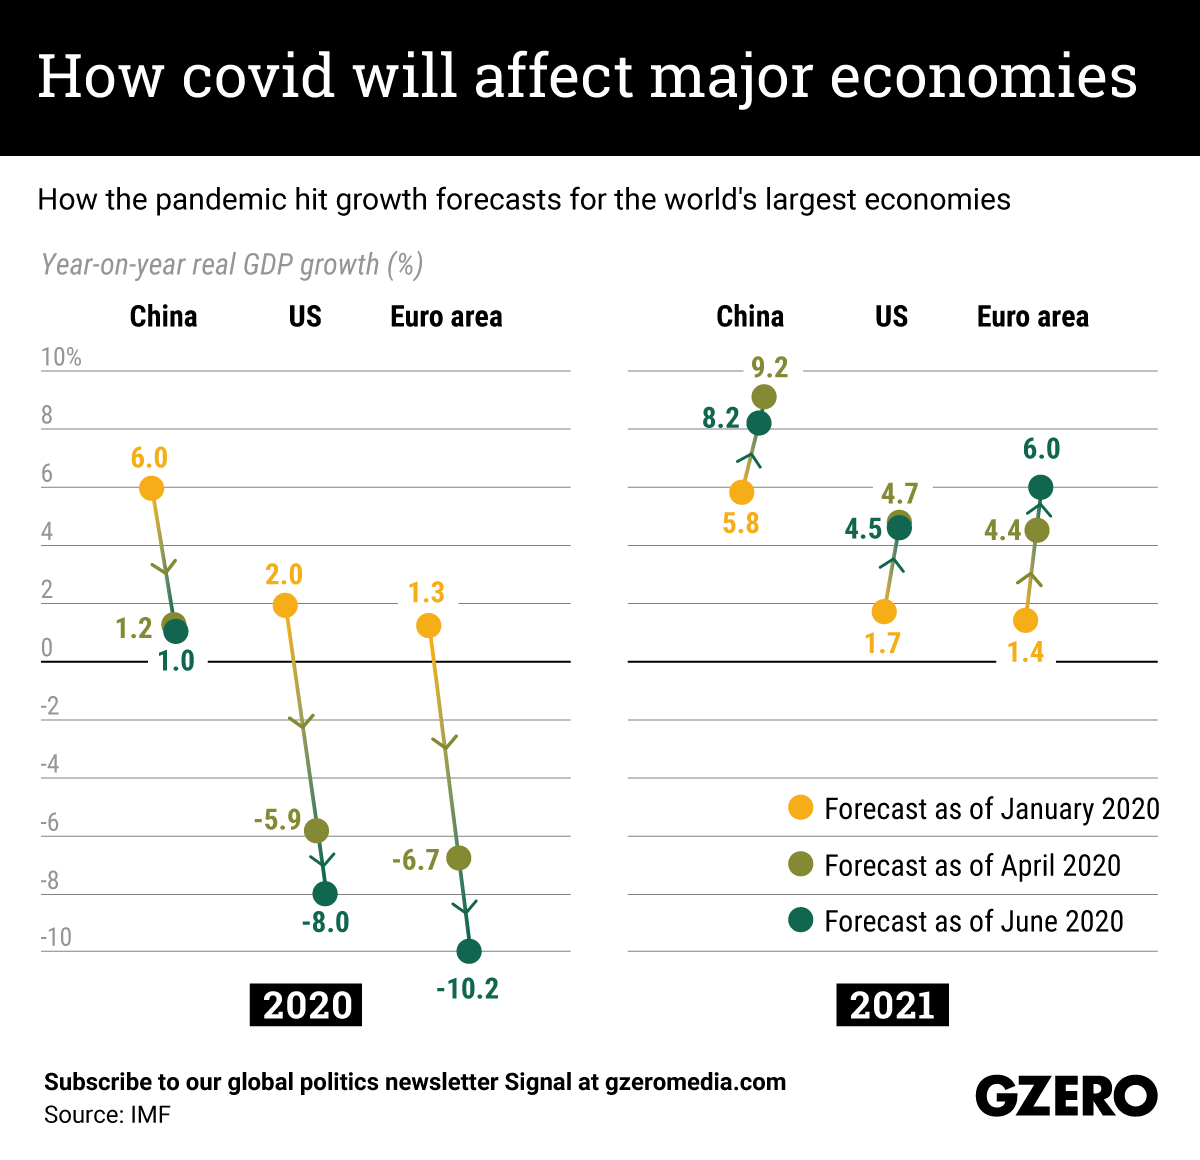 How covid will affect major economies
How the pandemic hit growth forecasts for the world's largest economies
Year-on-year real GDP growth (%)
China US Euro area
10%
8
6
4
2
0
-2
-4
-6
-8
-10
6.0
1.2
1.0
2.0
-5.9
-8.0
1.3
-6.7
-10.2
2020
China US Euro area
9.2
8.2
5.8
4.7
4.5
1.7
6.0
4.4
1.4
Forecast as of January 2020
Forecast as of April 2020
Forecast as of June 2020
2021
Subscribe to our global politics newsletter Signal at gzeromedia.com
Source: IMF
GZERO